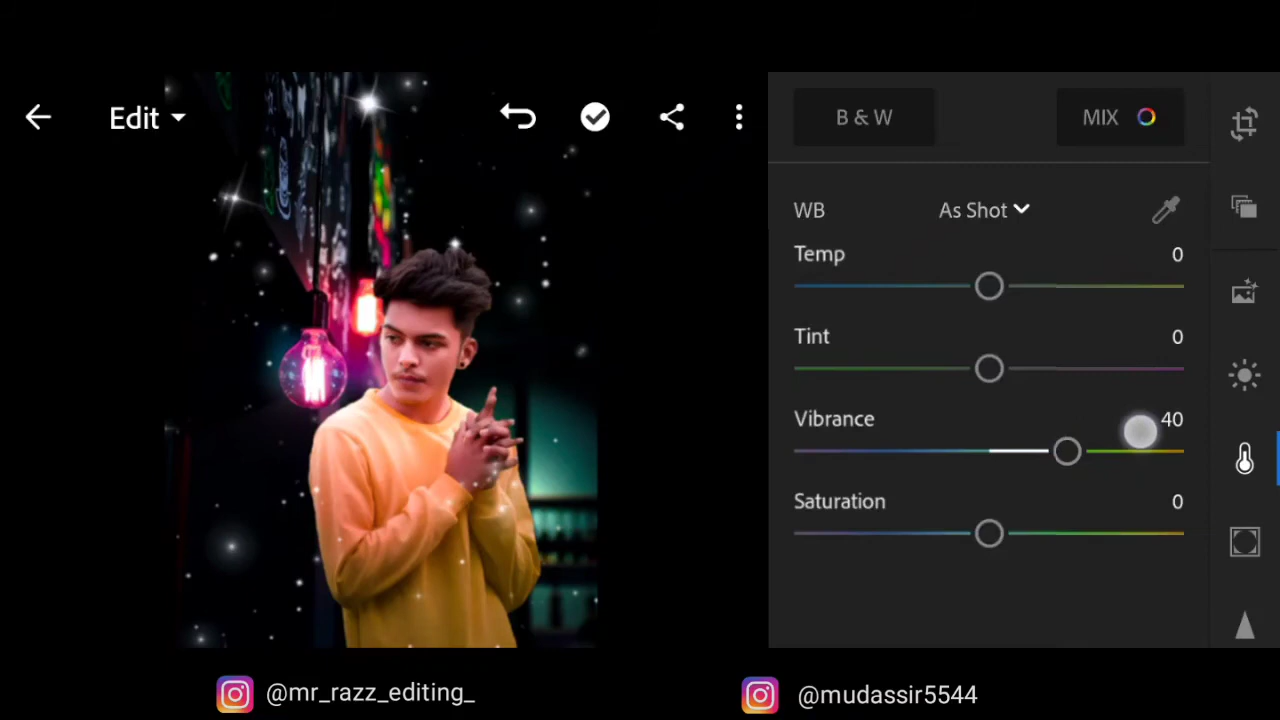 Edit
B & W
MIX
WB
As Shot
Temp
0
Tint
0
Vibrance
40
Saturation
0
@mr_razz_editing_
@mudassir5544